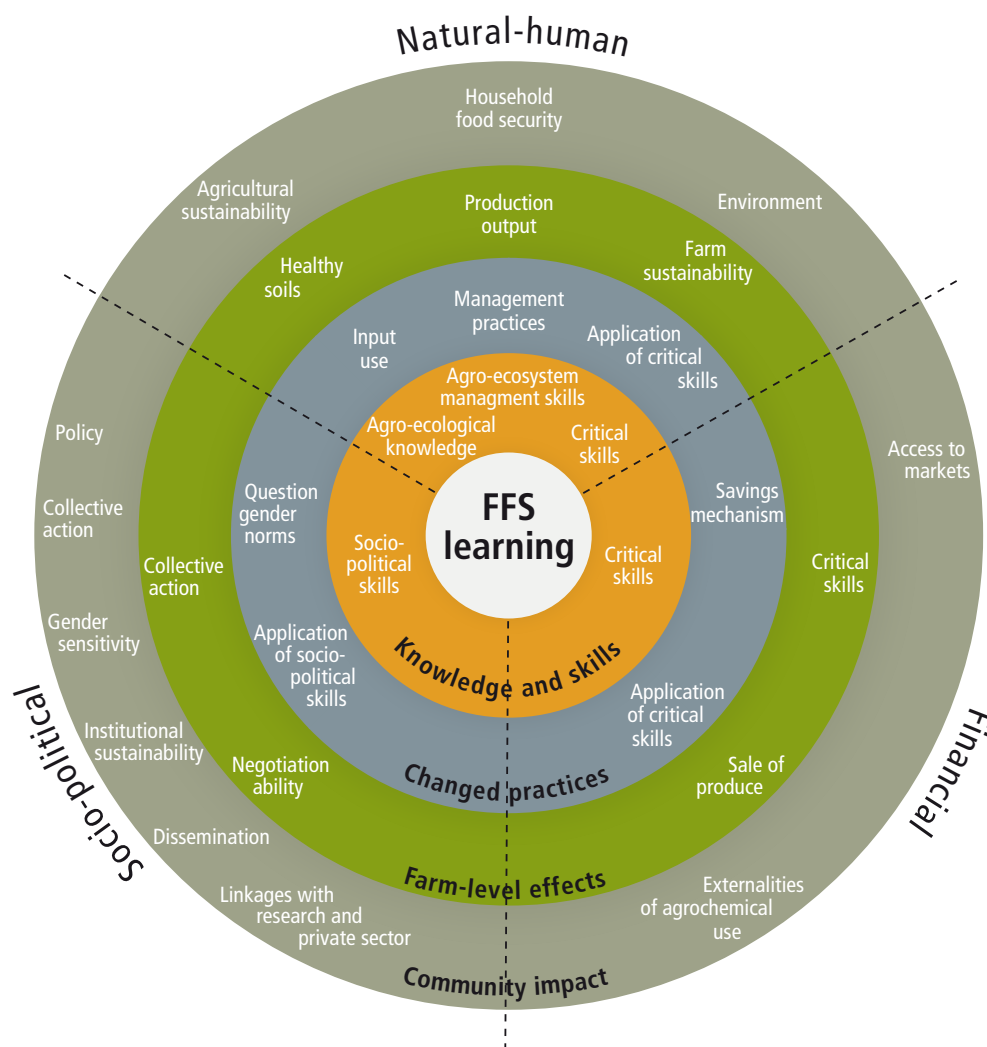 Natural-human
Household
food security
Agricultural
sustainability
Environment
Production
output
Healthy
soils
Farm
sustainability
Management
practices
Input
use
Application
of critical
skills
Agro-ecosystem
managment skills
Agro-ecological
knowledge
Critical
skills
FFS
learning
Policy
Collective
action
Gender
sensitivity
Institutional
sustainability
Dissemination
Linkages with
research and
private sector
Socio-political
Collective
action
Negotiation
ability
Question
gender
norms
Application
of socio-
political
skills
Socio-
political
skills
Critical
skills
Savings
mechanism
Application
of critical
skills
Critical
skills
Sale of
produce
Access to
markets
Externalities
of agrochemical
use
Financial
Knowledge and skills
Changed practices
Farm-level effects
Community impact